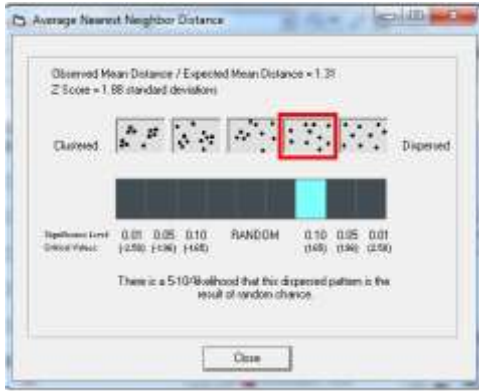 Average Nearest Neighbor Distance
Observed Mean Distance / Expected Mean Distance = 1.31
Z Score = 1.88 standard deviations
Clustered
Dispersed
Significance Level: 0.01 0.05 0.10 RANDOM 0.10 0.05 0.01
Critical Values: (-2.58) (-1.96) (-1.65) (1.65) (1.96) (2.58)
There is a 5-10% likelihood that this dispersed pattern is the
result of random chance.
Close